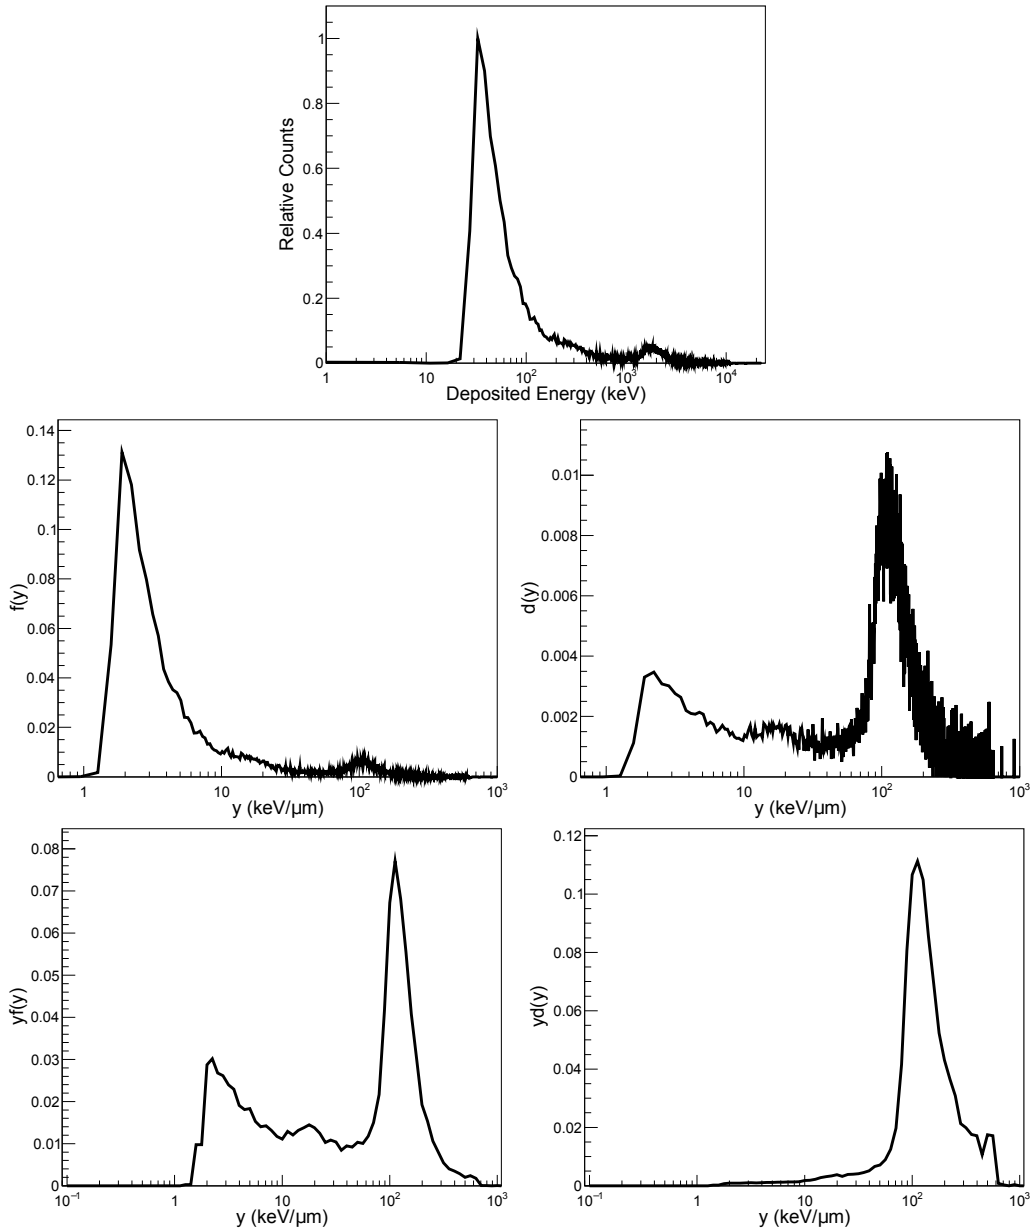 Relative Counts
1
0.8
0.6
0.4
0.2
0
1 10 10² 10³ 10⁴
Deposited Energy (keV)
f(y)
0.14
0.12
0.1
0.08
0.06
0.04
0.02
0
1 10 10² 10³
y (keV/µm)
d(y)
0.01
0.008
0.006
0.004
0.002
0
1 10 10² 10³
y (keV/µm)
yf(y)
0.08
0.07
0.06
0.05
0.04
0.03
0.02
0.01
0
10⁻¹ 1 10 10² 10³
y (keV/µm)
yd(y)
0.12
0.1
0.08
0.06
0.04
0.02
0
10⁻¹ 1 10 10² 10³
y (keV/µm)